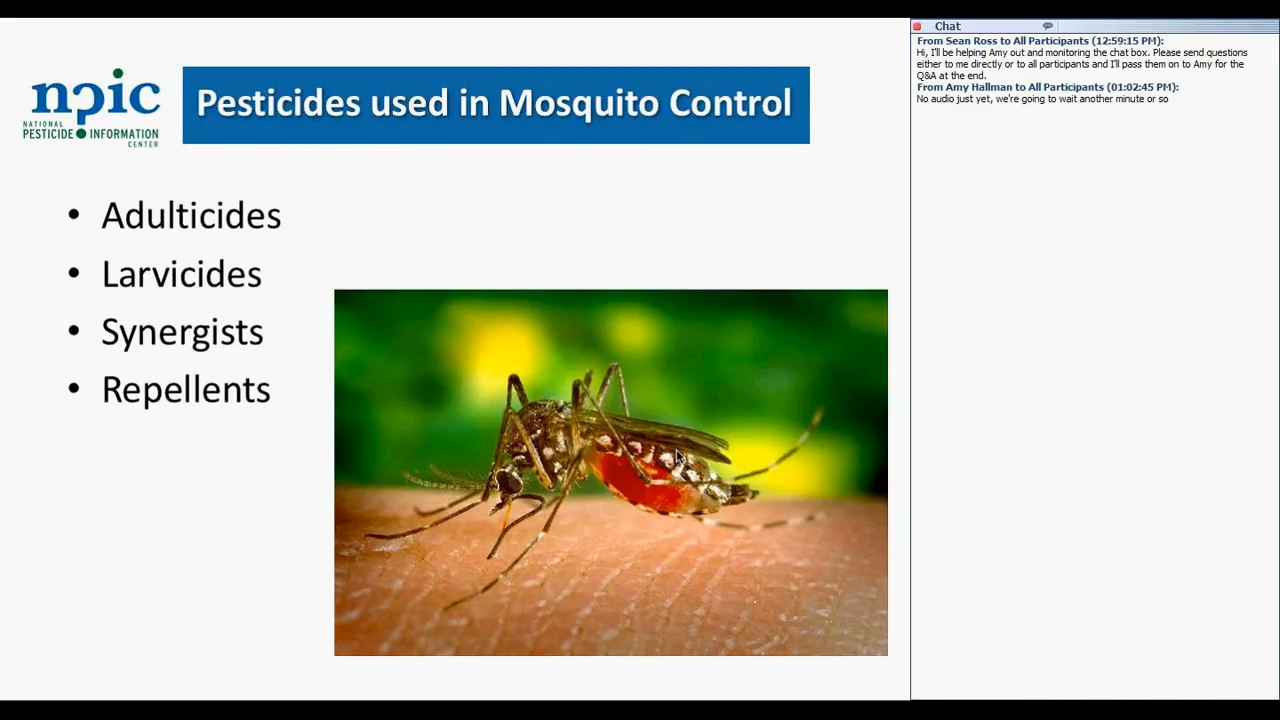 npic
NATIONAL
PESTICIDE INFORMATION
CENTER
Pesticides used in Mosquito Control
• Adulticides
• Larvicides
• Synergists
• Repellents
Chat
From Sean Ross to All Participants (12:59:15 PM):
Hi, I'll be helping Amy out and monitoring the chat box. Please send questions
either to me directly or to all participants and I'll pass them on to Amy for the
Q&A at the end.
From Amy Hallman to All Participants (01:02:45 PM):
No audio just yet, we're going to wait another minute or so